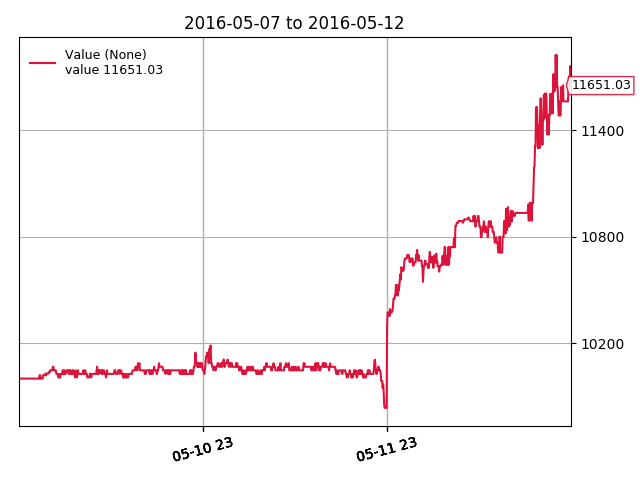 2016-05-07 to 2016-05-12
Value (None)
value 11651.03
11651.03
11400
10800
10200
05-10 23
05-11 23